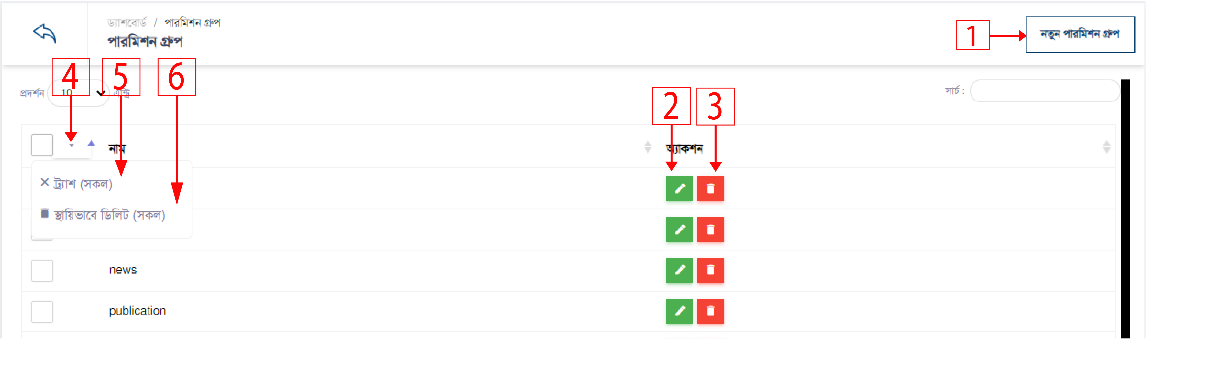 ড্যাশবোর্ড / পারমিশন গ্রুপ
পারমিশন গ্রুপ
1
নতুন পারমিশন গ্রুপ
4 5 6
প্রদর্শন 10
সার্চ :
2 3
নাম
অ্যাকশন
ট্র্যাশ (সকল)
স্থায়িভাবে ডিলিট (সকল)
news
publication